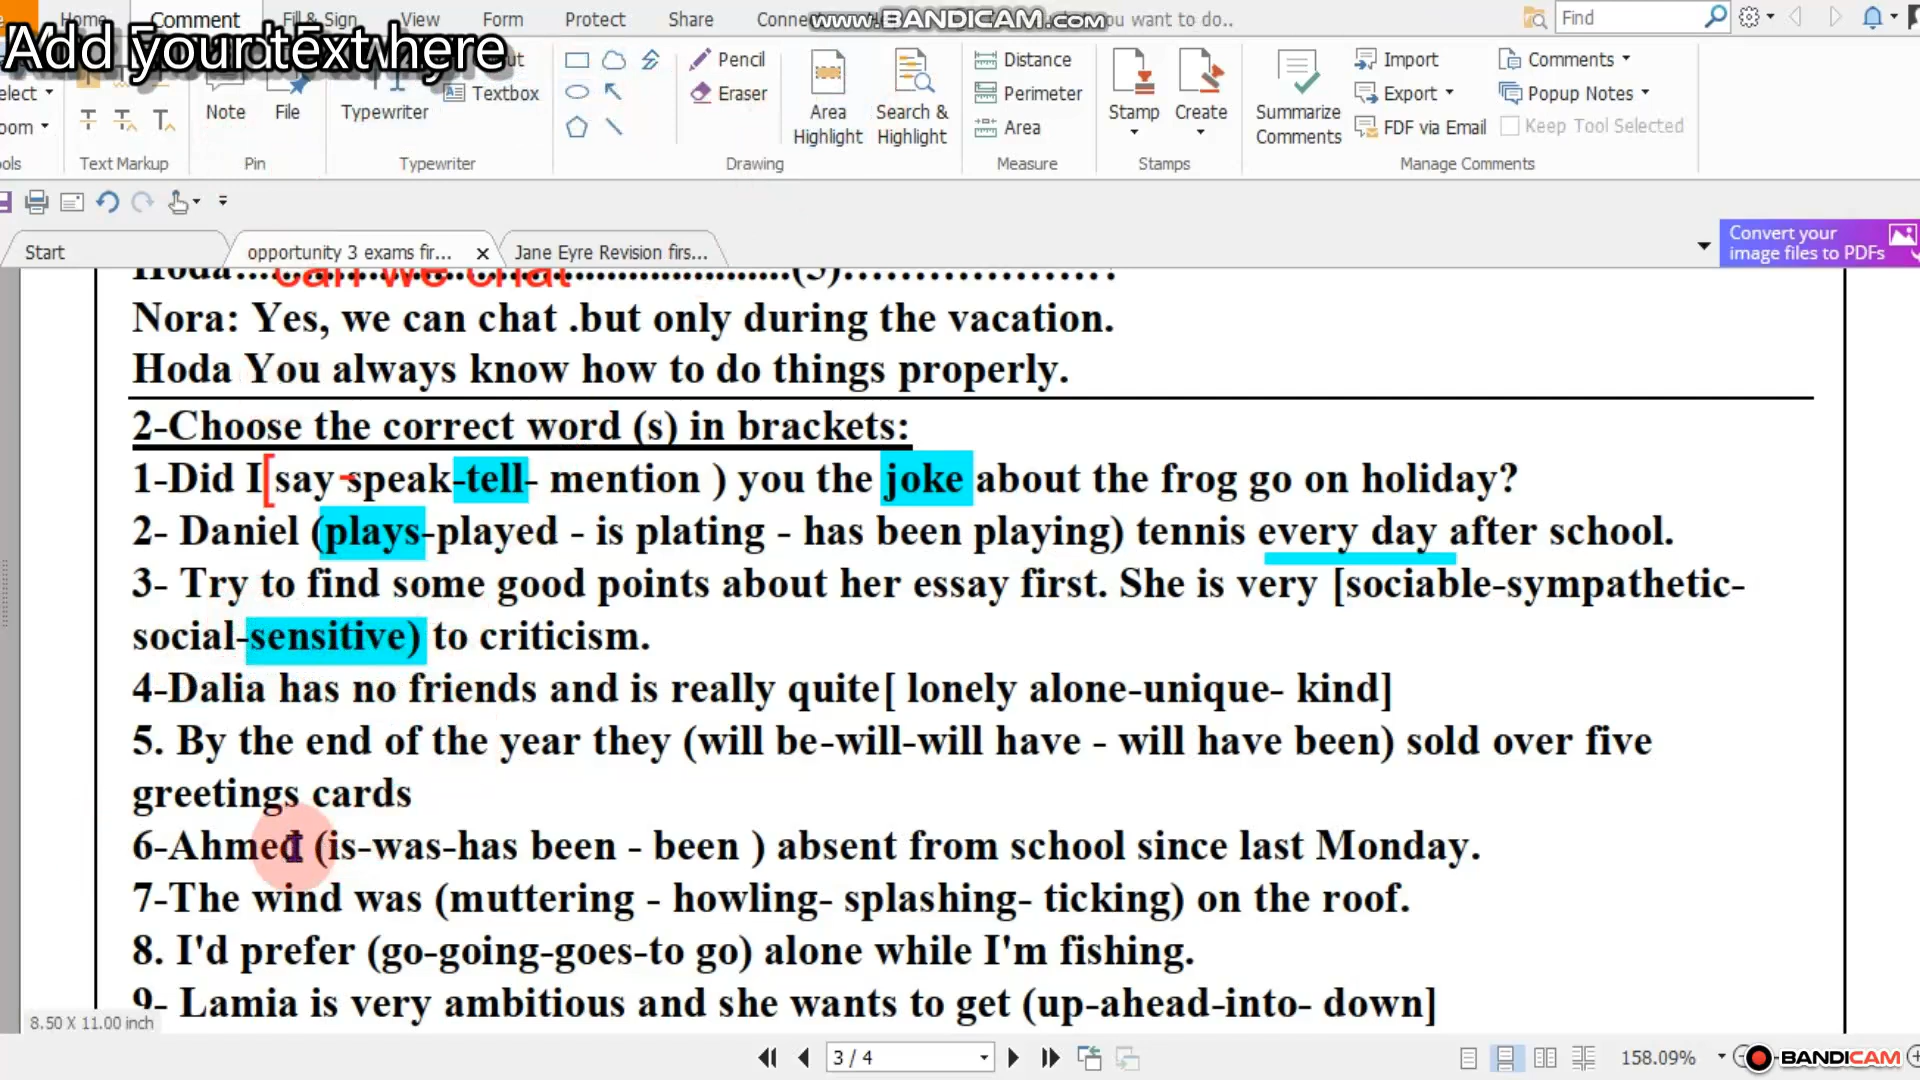 Home Comment Fill & Sign View Form Protect Share Connect www.BANDICAM.com you want to do.. Find
Add your text here
elect Pencil Distance Import Comments
Note File Typewriter Textbox Eraser Area Highlight Search & Highlight Perimeter Stamp Create Summarize Comments Export Popup Notes
oom Area FDF via Email Keep Tool Selected
ols Text Markup Pin Typewriter Drawing Measure Stamps Manage Comments
Start opportunity 3 exams fir... Jane Eyre Revision firs... Convert your
image files to PDFs
Hoda:...can we chat...(5)...................
Nora: Yes, we can chat .but only during the vacation.
Hoda You always know how to do things properly.
2-Choose the correct word (s) in brackets:
1-Did I[say -speak-tell- mention ) you the joke about the frog go on holiday?
2- Daniel (plays-played - is plating - has been playing) tennis every day after school.
3- Try to find some good points about her essay first. She is very [sociable-sympathetic-
social-sensitive) to criticism.
4-Dalia has no friends and is really quite[ lonely alone-unique- kind]
5. By the end of the year they (will be-will-will have - will have been) sold over five
greetings cards
6-Ahmed (is-was-has been - been ) absent from school since last Monday.
7-The wind was (muttering - howling- splashing- ticking) on the roof.
8. I'd prefer (go-going-goes-to go) alone while I'm fishing.
9- Lamia is very ambitious and she wants to get (up-ahead-into- down]
8.50 X 11.00 inch
3 / 4 158.09% BANDICAM